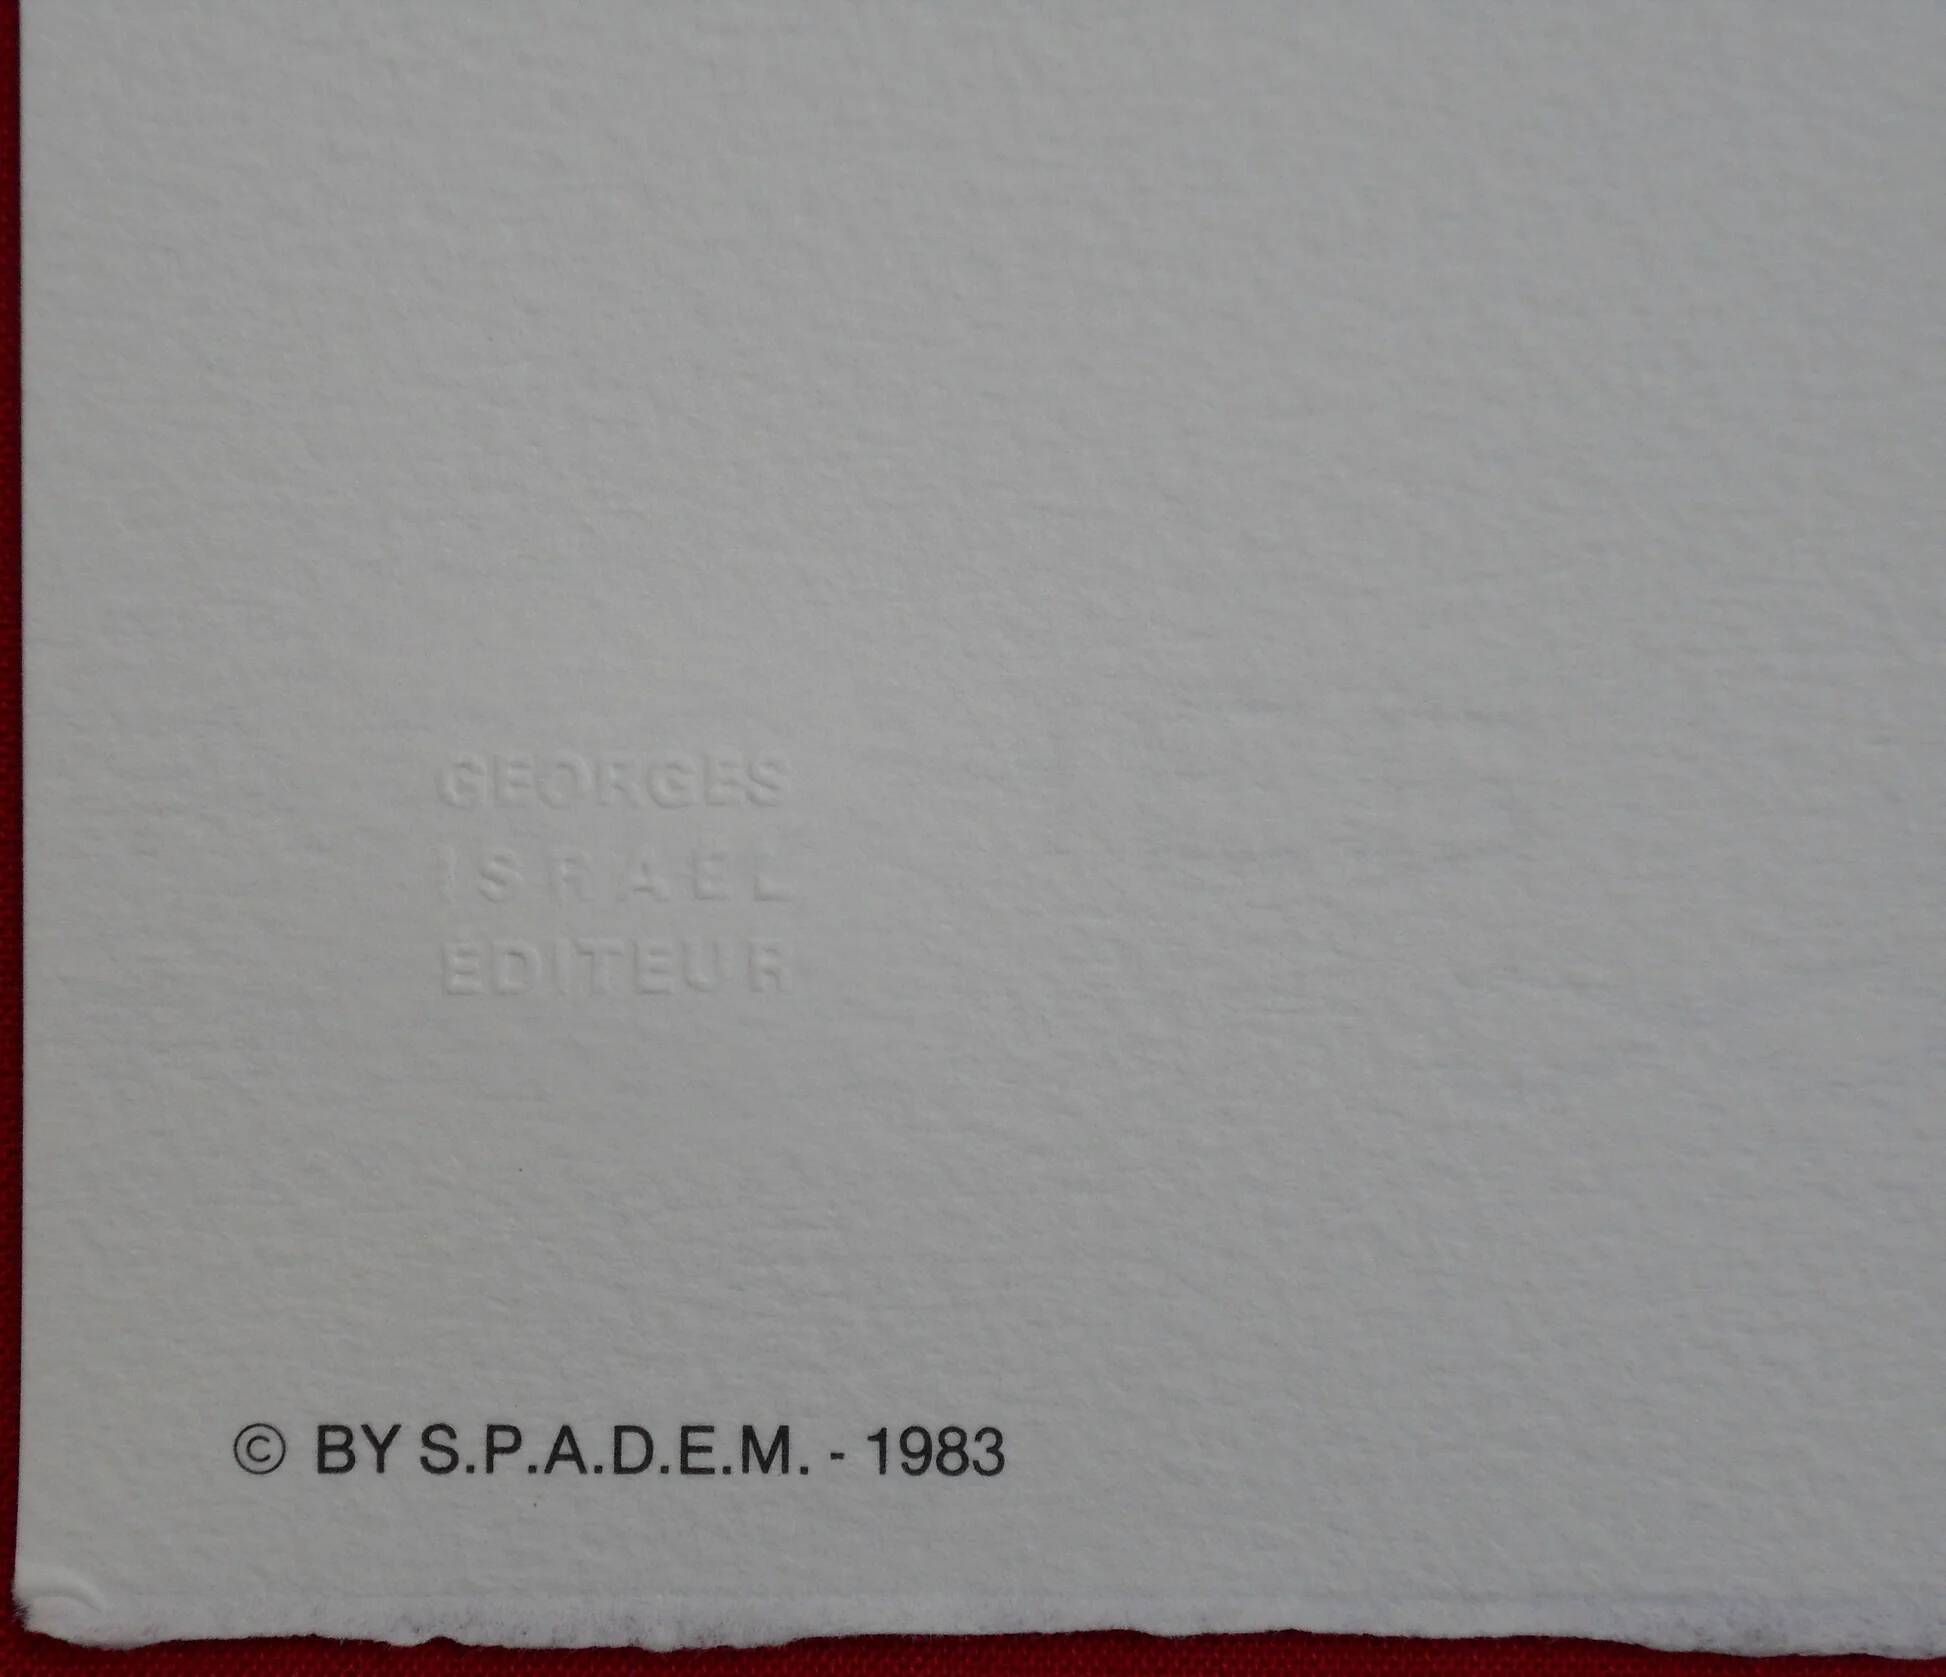 GEORGES
ISRAEL
EDITEUR
© BY S.P.A.D.E.M. - 1983